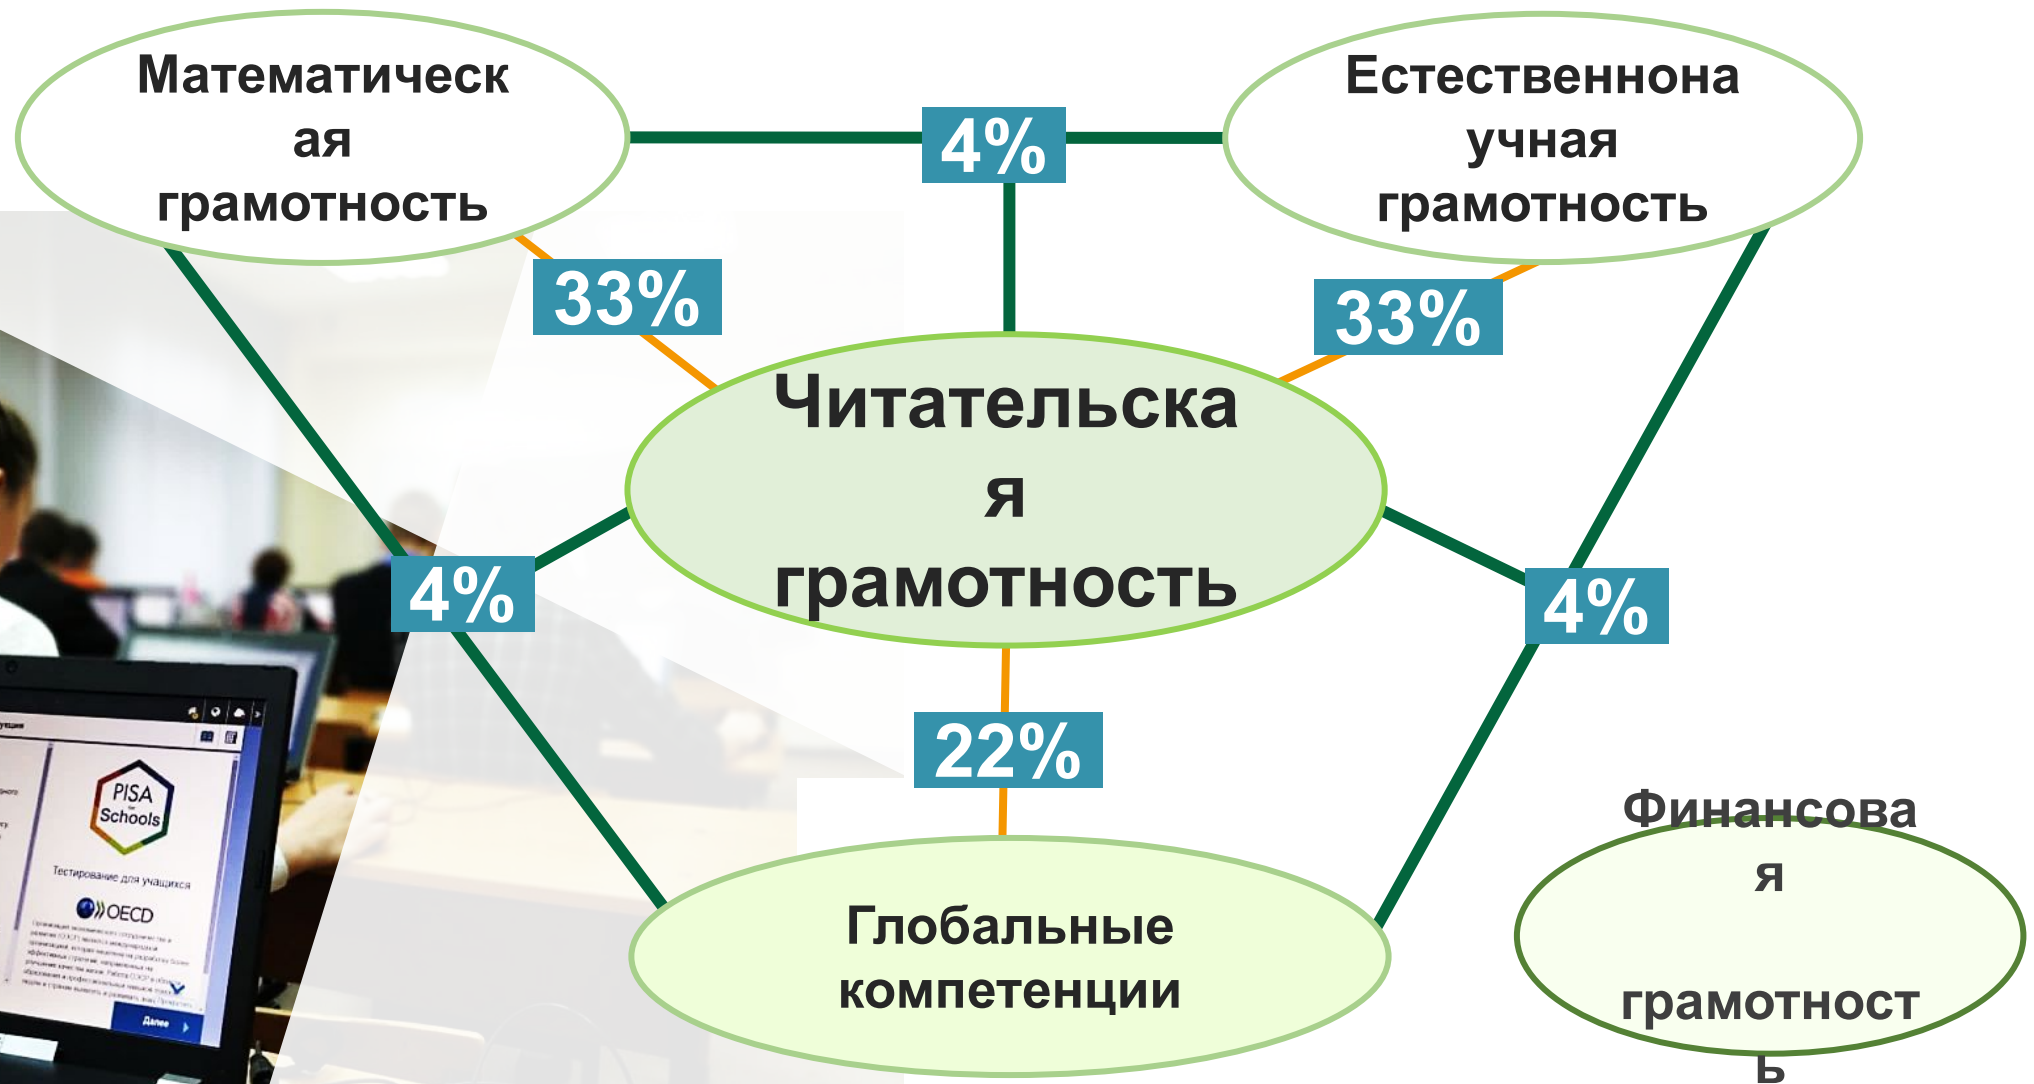 Математическ
ая
грамотность
Естественнона
учная
грамотность
4%
33%
33%
Читательска
я
грамотность
4%
4%
22%
Глобальные
компетенции
Финансова
я
грамотност
ь
PISA
for
Schools
Тестирование для учащихся
OECD
Далее